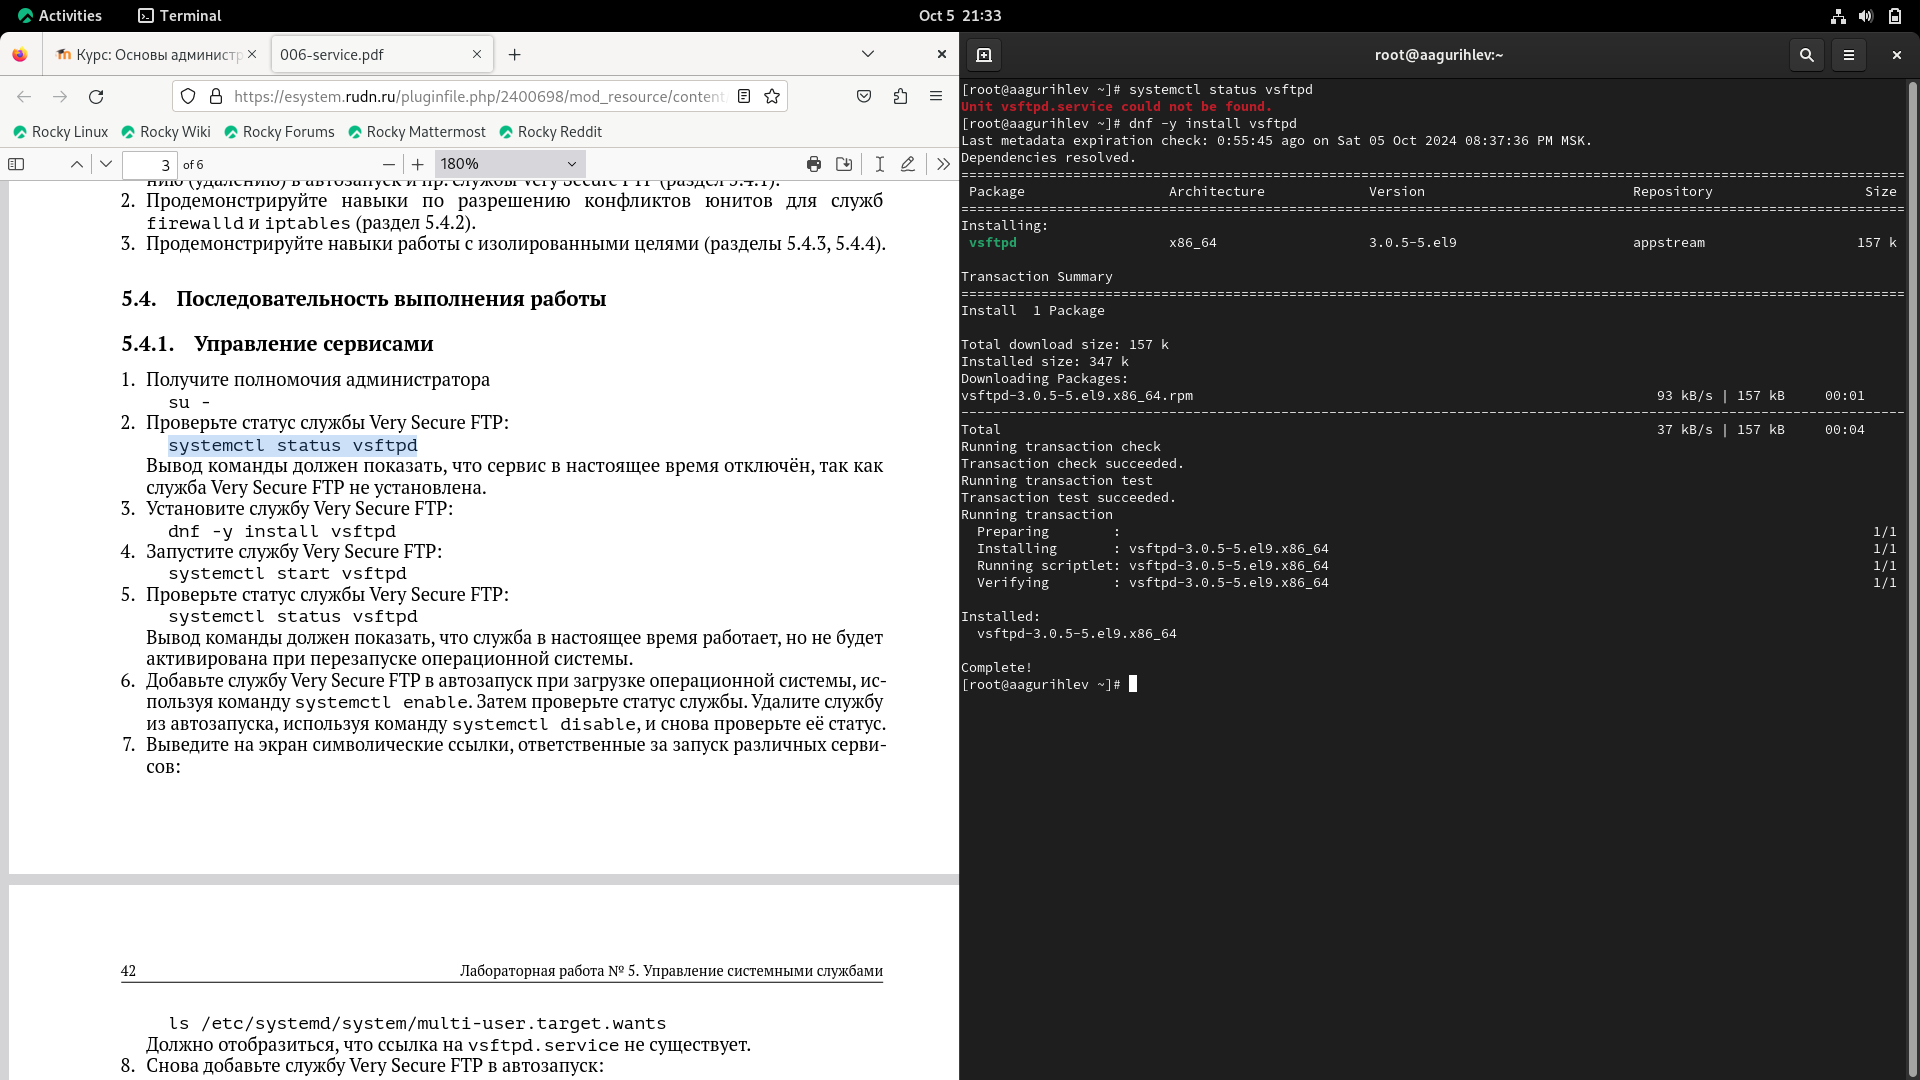 Activities
Terminal
Oct 5 21:33
Курс: Основы администр
006-service.pdf
https://esystem.rudn.ru/pluginfile.php/2400698/mod_resource/content
Rocky Linux
Rocky Wiki
Rocky Forums
Rocky Mattermost
Rocky Reddit
3 of 6
180%
нию (удалению) в автозапуск и пр. службы Very Secure FTP (раздел 5.4.1).
2. Продемонстрируйте навыки по разрешению конфликтов юнитов для служб
firewalld и iptables (раздел 5.4.2).
3. Продемонстрируйте навыки работы с изолированными целями (разделы 5.4.3, 5.4.4).
5.4. Последовательность выполнения работы
5.4.1. Управление сервисами
1. Получите полномочия администратора
su -
2. Проверьте статус службы Very Secure FTP:
systemctl status vsftpd
Вывод команды должен показать, что сервис в настоящее время отключён, так как
служба Very Secure FTP не установлена.
3. Установите службу Very Secure FTP:
dnf -y install vsftpd
4. Запустите службу Very Secure FTP:
systemctl start vsftpd
5. Проверьте статус службы Very Secure FTP:
systemctl status vsftpd
Вывод команды должен показать, что служба в настоящее время работает, но не будет
активирована при перезапуске операционной системы.
6. Добавьте службу Very Secure FTP в автозапуск при загрузке операционной системы, ис-
пользуя команду systemctl enable. Затем проверьте статус службы. Удалите службу
из автозапуска, используя команду systemctl disable, и снова проверьте её статус.
7. Выведите на экран символические ссылки, ответственные за запуск различных серви-
сов:
42 Лабораторная работа № 5. Управление системными службами
ls /etc/systemd/system/multi-user.target.wants
Должно отобразиться, что ссылка на vsftpd.service не существует.
8. Снова добавьте службу Very Secure FTP в автозапуск:
root@aagurihlev:~
[root@aagurihlev ~]# systemctl status vsftpd
Unit vsftpd.service could not be found.
[root@aagurihlev ~]# dnf -y install vsftpd
Last metadata expiration check: 0:55:45 ago on Sat 05 Oct 2024 08:37:36 PM MSK.
Dependencies resolved.
Package Architecture Version Repository Size
Installing:
vsftpd x86_64 3.0.5-5.el9 appstream 157 k
Transaction Summary
Install 1 Package
Total download size: 157 k
Installed size: 347 k
Downloading Packages:
vsftpd-3.0.5-5.el9.x86_64.rpm 93 kB/s | 157 kB 00:01
Total 37 kB/s | 157 kB 00:04
Running transaction check
Transaction check succeeded.
Running transaction test
Transaction test succeeded.
Running transaction
Preparing : 1/1
Installing : vsftpd-3.0.5-5.el9.x86_64 1/1
Running scriptlet: vsftpd-3.0.5-5.el9.x86_64 1/1
Verifying : vsftpd-3.0.5-5.el9.x86_64 1/1
Installed:
vsftpd-3.0.5-5.el9.x86_64
Complete!
[root@aagurihlev ~]#